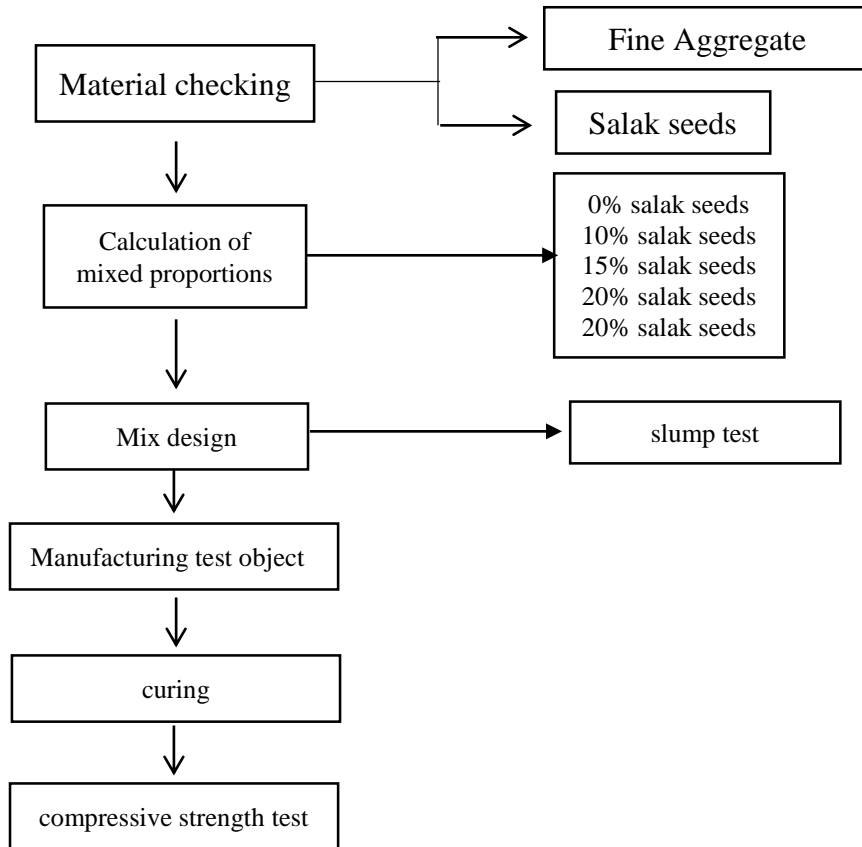 Material checking
Fine Aggregate
Salak seeds
Calculation of
mixed proportions
0% salak seeds
10% salak seeds
15% salak seeds
20% salak seeds
20% salak seeds
Mix design
slump test
Manufacturing test object
curing
compressive strength test